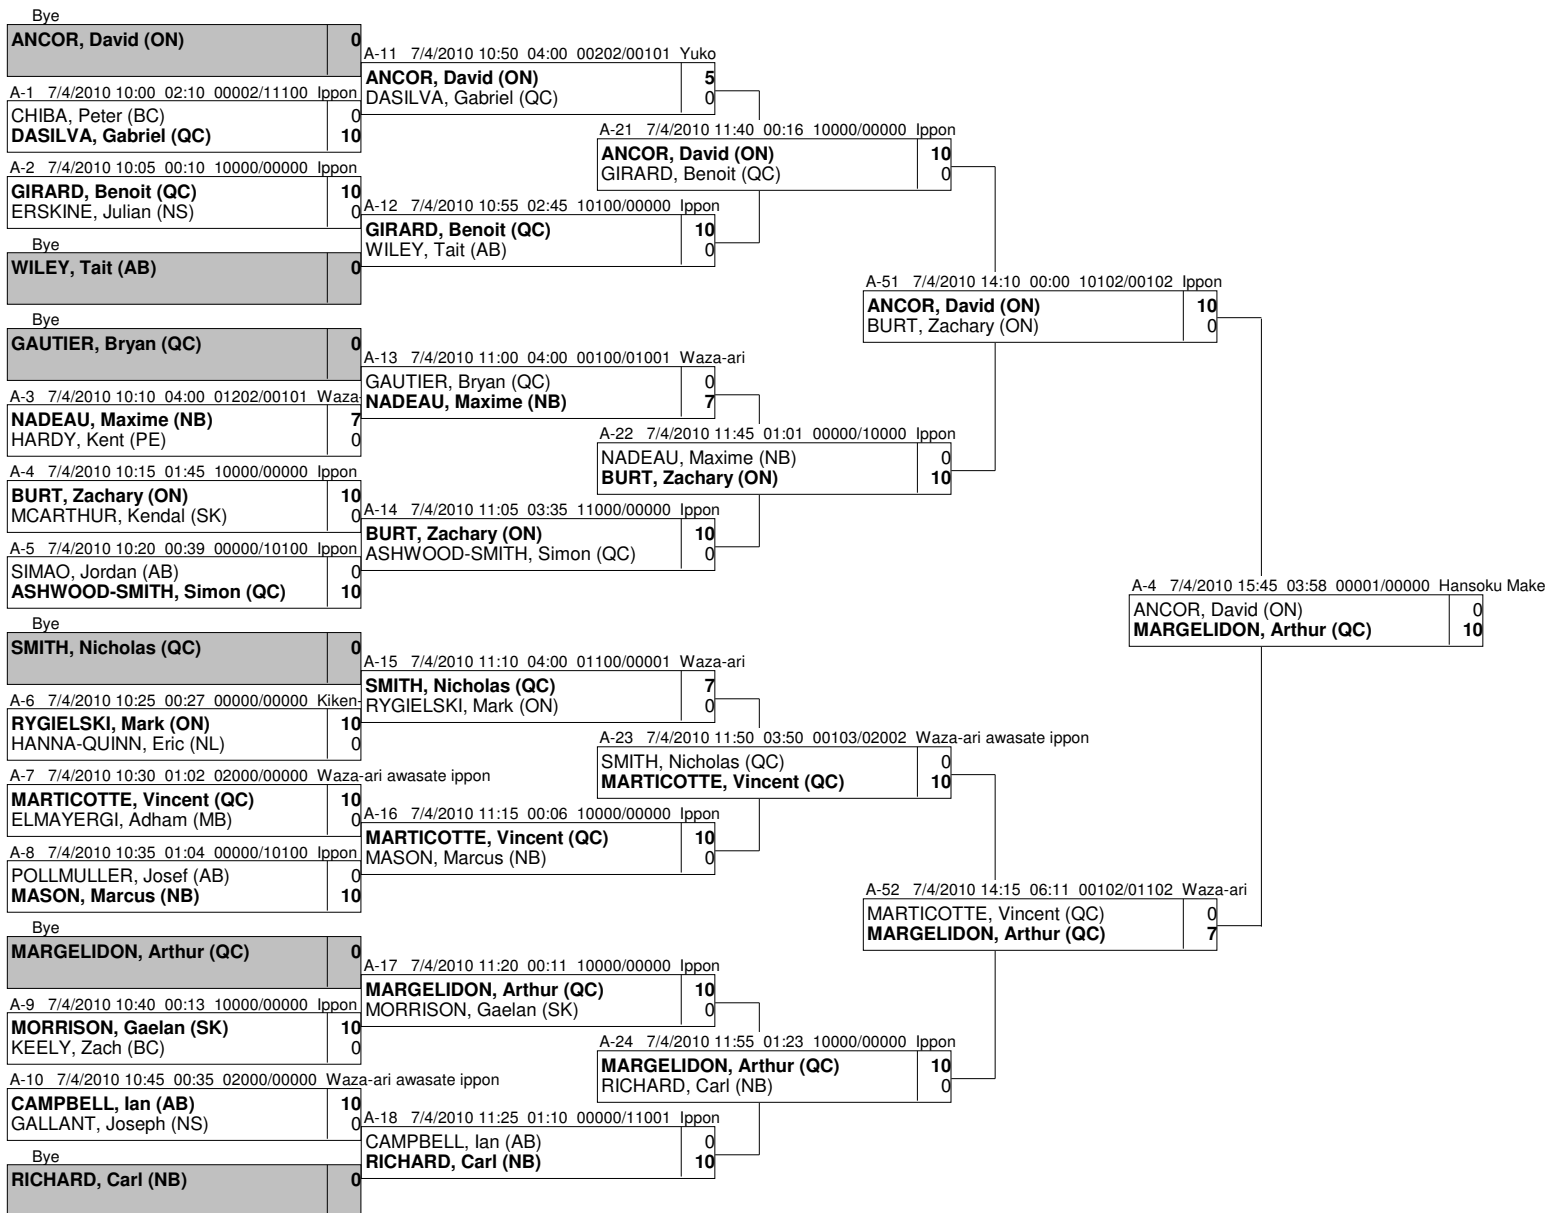 Bye
ANCOR, David (ON) 0
A-1 7/4/2010 10:00 02:10 00002/11100 Ippon
CHIBA, Peter (BC) 0
DASILVA, Gabriel (QC) 10
A-2 7/4/2010 10:05 00:10 10000/00000 Ippon
GIRARD, Benoit (QC) 10
ERSKINE, Julian (NS) 0
Bye
WILEY, Tait (AB) 0
Bye
GAUTIER, Bryan (QC) 0
A-3 7/4/2010 10:10 04:00 01202/00101 Waza-
NADEAU, Maxime (NB) 7
HARDY, Kent (PE) 0
A-4 7/4/2010 10:15 01:45 10000/00000 Ippon
BURT, Zachary (ON) 10
MCARTHUR, Kendal (SK) 0
A-5 7/4/2010 10:20 00:39 00000/10100 Ippon
SIMAO, Jordan (AB) 0
ASHWOOD-SMITH, Simon (QC) 10
Bye
SMITH, Nicholas (QC) 0
A-6 7/4/2010 10:25 00:27 00000/00000 Kiken-
RYGIELSKI, Mark (ON) 10
HANNA-QUINN, Eric (NL) 0
A-7 7/4/2010 10:30 01:02 02000/00000 Waza-ari awasate ippon
MARTICOTTE, Vincent (QC) 10
ELMAYERGI, Adham (MB) 0
A-8 7/4/2010 10:35 01:04 00000/10100 Ippon
POLLMULLER, Josef (AB) 0
MASON, Marcus (NB) 10
Bye
MARGELIDON, Arthur (QC) 0
A-9 7/4/2010 10:40 00:13 10000/00000 Ippon
MORRISON, Gaelan (SK) 10
KEELY, Zach (BC) 0
A-10 7/4/2010 10:45 00:35 02000/00000 Waza-ari awasate ippon
CAMPBELL, Ian (AB) 10
GALLANT, Joseph (NS) 0
Bye
RICHARD, Carl (NB) 0
A-11 7/4/2010 10:50 04:00 00202/00101 Yuko
ANCOR, David (ON) 5
DASILVA, Gabriel (QC) 0
A-12 7/4/2010 10:55 02:45 10100/00000 Ippon
GIRARD, Benoit (QC) 10
WILEY, Tait (AB) 0
A-13 7/4/2010 11:00 04:00 00100/01001 Waza-ari
GAUTIER, Bryan (QC) 0
NADEAU, Maxime (NB) 7
A-14 7/4/2010 11:05 03:35 11000/00000 Ippon
BURT, Zachary (ON) 10
ASHWOOD-SMITH, Simon (QC) 0
A-15 7/4/2010 11:10 04:00 01100/00001 Waza-ari
SMITH, Nicholas (QC) 7
RYGIELSKI, Mark (ON) 0
A-16 7/4/2010 11:15 00:06 10000/00000 Ippon
MARTICOTTE, Vincent (QC) 10
MASON, Marcus (NB) 0
A-17 7/4/2010 11:20 00:11 10000/00000 Ippon
MARGELIDON, Arthur (QC) 10
MORRISON, Gaelan (SK) 0
A-18 7/4/2010 11:25 01:10 00000/11001 Ippon
CAMPBELL, Ian (AB) 0
RICHARD, Carl (NB) 10
A-21 7/4/2010 11:40 00:16 10000/00000 Ippon
ANCOR, David (ON) 10
GIRARD, Benoit (QC) 0
A-22 7/4/2010 11:45 01:01 00000/10000 Ippon
NADEAU, Maxime (NB) 0
BURT, Zachary (ON) 10
A-23 7/4/2010 11:50 03:50 00103/02002 Waza-ari awasate ippon
SMITH, Nicholas (QC) 0
MARTICOTTE, Vincent (QC) 10
A-24 7/4/2010 11:55 01:23 10000/00000 Ippon
MARGELIDON, Arthur (QC) 10
RICHARD, Carl (NB) 0
A-51 7/4/2010 14:10 00:00 10102/00102 Ippon
ANCOR, David (ON) 10
BURT, Zachary (ON) 0
A-52 7/4/2010 14:15 06:11 00102/01102 Waza-ari
MARTICOTTE, Vincent (QC) 0
MARGELIDON, Arthur (QC) 7
A-4 7/4/2010 15:45 03:58 00001/00000 Hansoku Make
ANCOR, David (ON) 0
MARGELIDON, Arthur (QC) 10